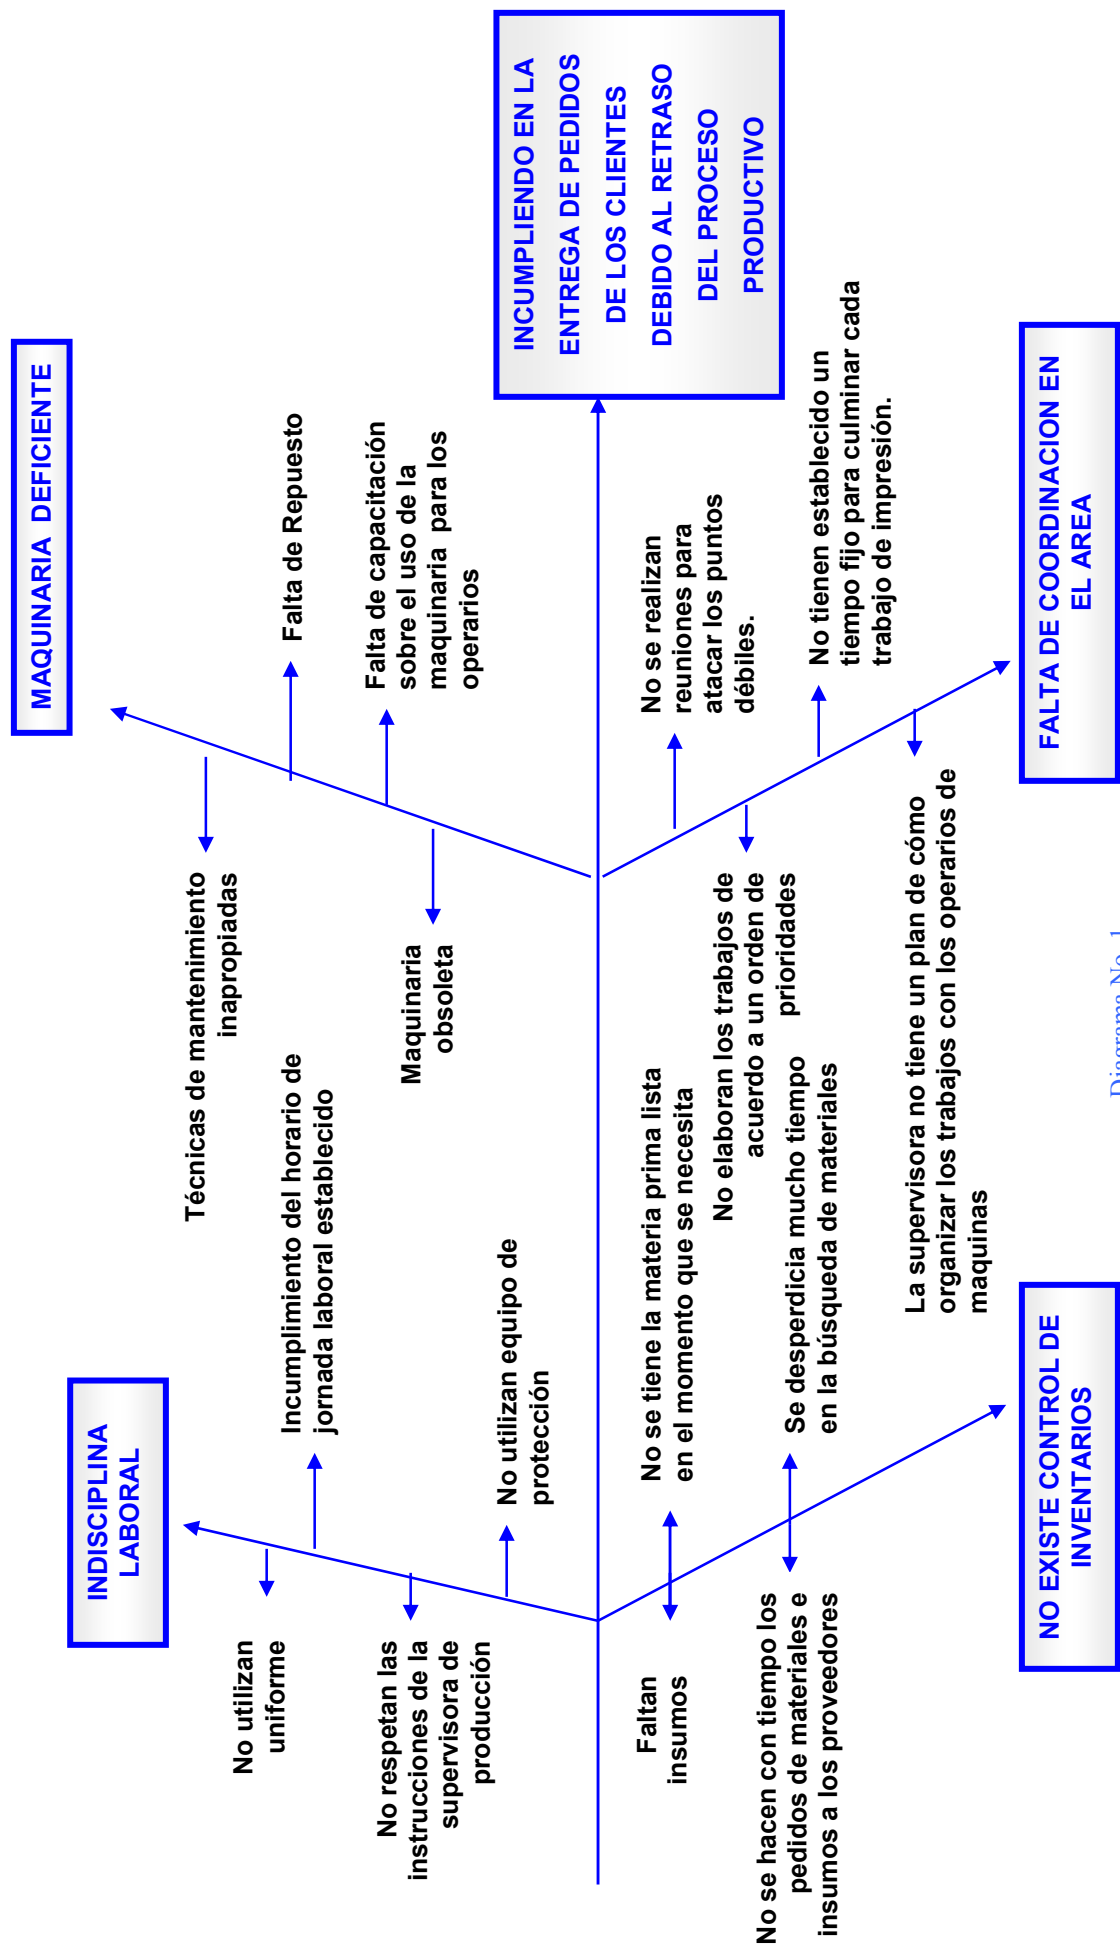 INDISCIPLINA
LABORAL
MAQUINARIA  DEFICIENTE
No utilizan
uniforme
Incumplimiento del horario de
jornada laboral establecido
No respetan las
instrucciones de la
supervisora de
producción
No utilizan equipo de
protección
Técnicas de mantenimiento
inapropiadas
Falta de Repuesto
Falta de capacitación
sobre el uso de la
maquinaria  para los
operarios
Maquinaria
obsoleta
INCUMPLIENDO EN LA
ENTREGA DE PEDIDOS
DE LOS CLIENTES
DEBIDO AL RETRASO
DEL PROCESO
PRODUCTIVO
Faltan
insumos
No se tiene la materia prima lista
en el momento que se necesita
No se hacen con tiempo los
pedidos de materiales e
insumos a los proveedores
Se desperdicia mucho tiempo
en la búsqueda de materiales
No se realizan
reuniones para
atacar los puntos
débiles.
No elaboran los trabajos de
acuerdo a un orden de
prioridades
No tienen establecido un
tiempo fijo para culminar cada
trabajo de impresión.
La supervisora no tiene un plan de cómo
organizar los trabajos con los operarios de
maquinas
NO EXISTE CONTROL DE
INVENTARIOS
FALTA DE COORDINACION EN
EL AREA
Diagrama No. 1